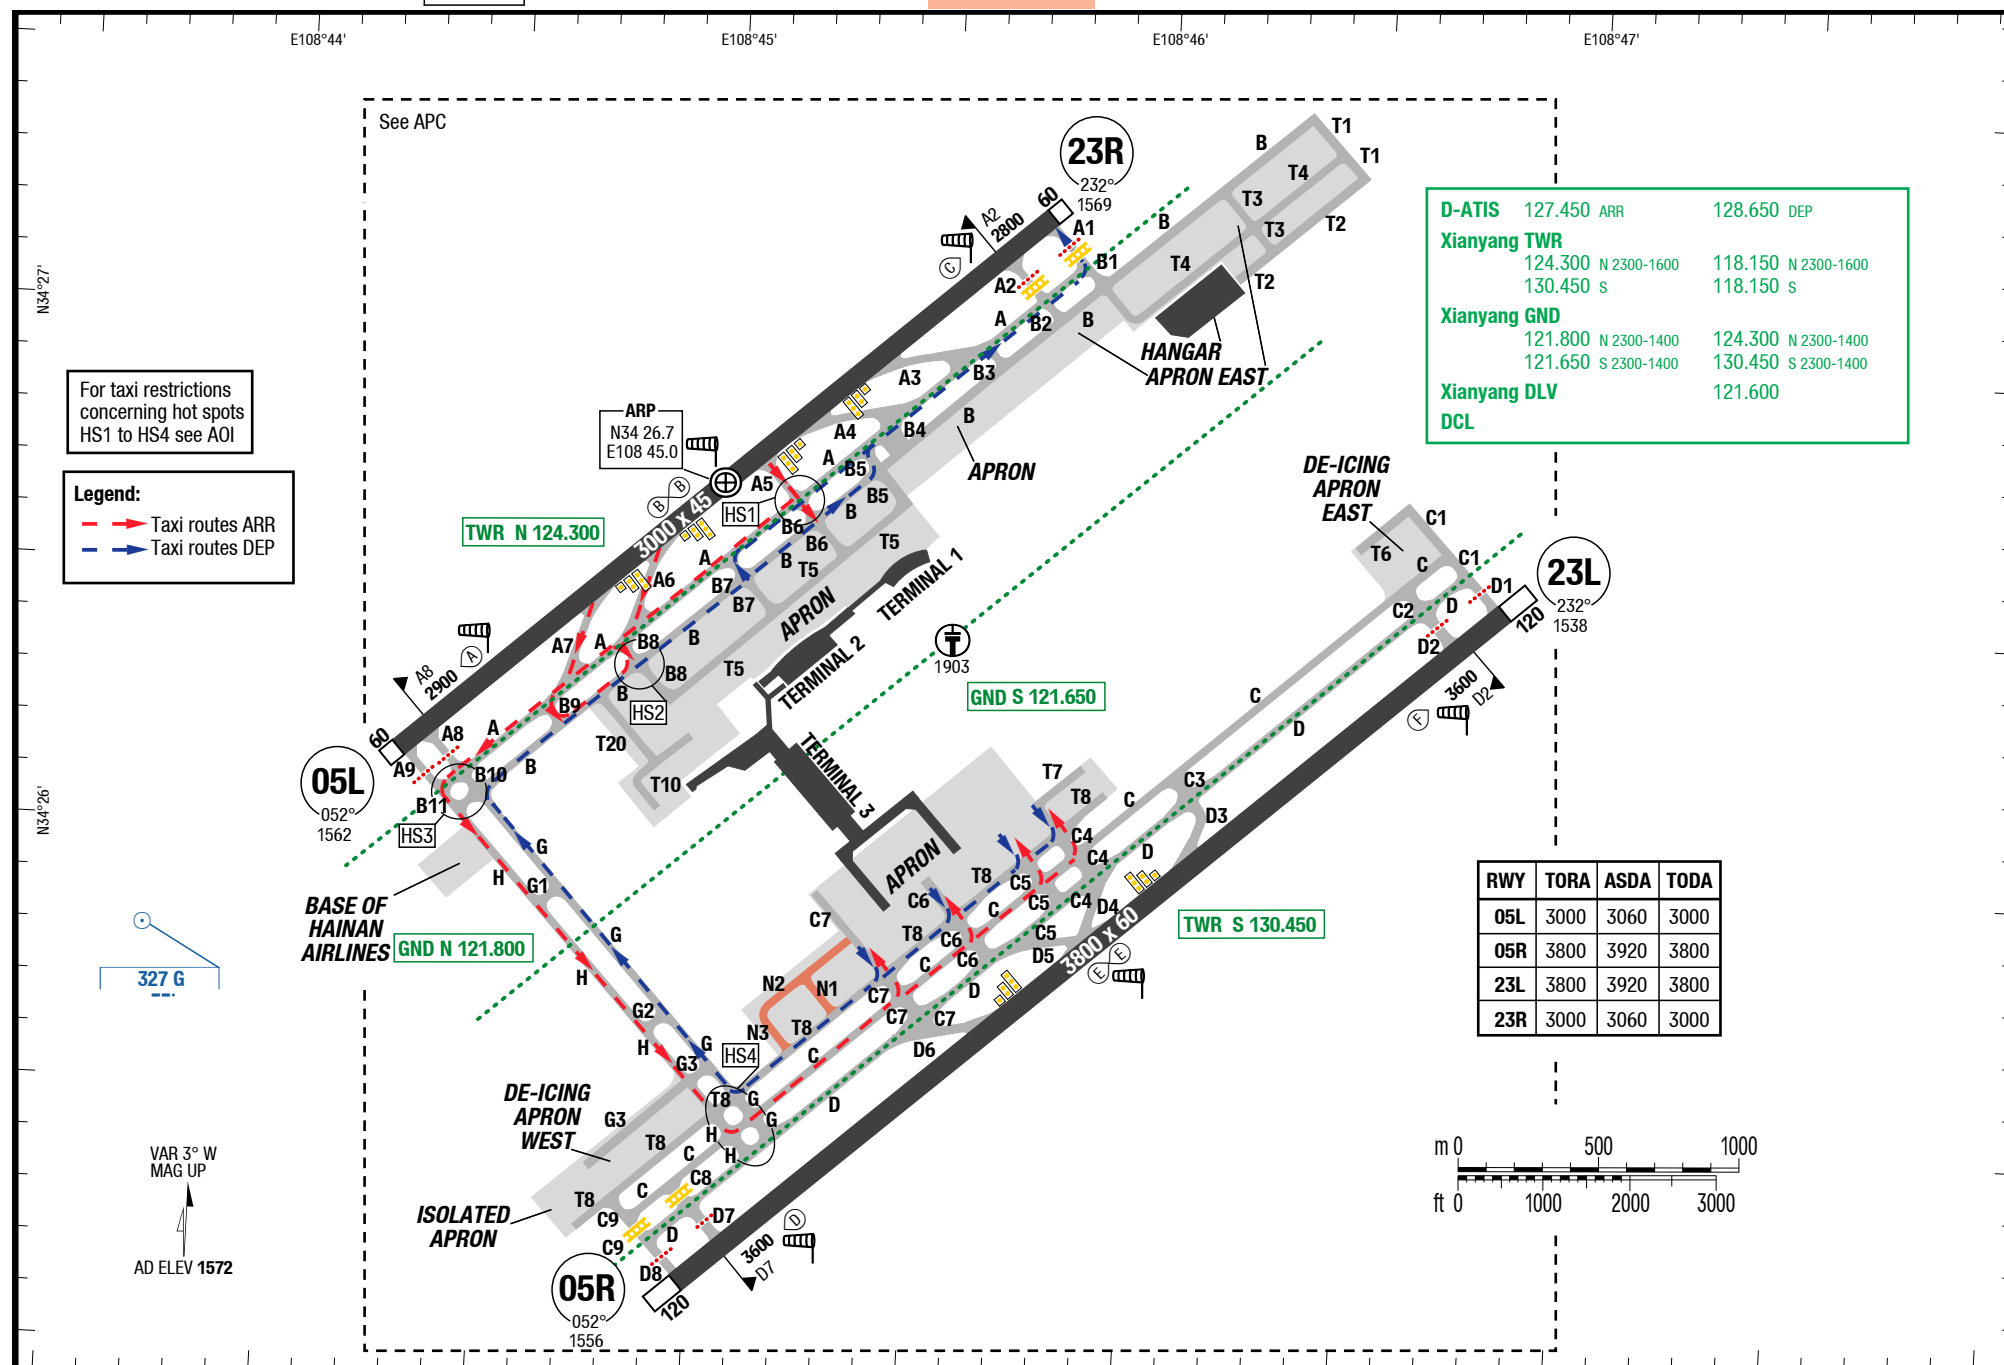 E108°44'
E108°45'
E108°46'
E108°47'
See APC
N34°27'
N34°26'
For taxi restrictions
concerning hot spots
HS1 to HS4 see AOI
Legend:
Taxi routes ARR
Taxi routes DEP
D-ATIS 127.450 ARR 128.650 DEP
Xianyang TWR
124.300 N 2300-1600 118.150 N 2300-1600
130.450 S 118.150 S
Xianyang GND
121.800 N 2300-1400 124.300 N 2300-1400
121.650 S 2300-1400 130.450 S 2300-1400
Xianyang DLV 121.600
DCL
23R
232°
1569
60
A2
2800
C
A1
A2
B1
B
T1
T1
T4
T3
T3
T2
B
T4
T2
A
B2
B
HANGAR
APRON EAST
A3
B3
B
B4
A4
APRON
ARP
N34 26.7
E108 45.0
B
B
3000 x 45
A5
A
B5
B5
HS1
B6
B
B6
T5
TWR N 124.300
A
B
T5
B7
B7
A6
APRON
TERMINAL 1
TERMINAL 2
A7
A
B8
B
B8
T5
B
HS2
1903
GND S 121.650
A
A8
2900
60
B9
A
A8
A9
B
T20
T10
TERMINAL 3
05L
052°
1562
B10
B11
HS3
BASE OF
HAINAN
AIRLINES
H
G
G1
G
GND N 121.800
H
G2
H
G
G3
HS4
327 G
DE-ICING
APRON
EAST
C1
T6
C
C1
C2
D
D1
D2
23L
232°
1538
120
3600
D2
F
C
D
T7
T8
C
C3
D3
C4
C4
D
C4
D4
APRON
T8
C5
C5
C
C5
D5
C6
C7
T8
C6
C6
C
D
3800 x 60
E
E
TWR S 130.450
N2
N1
N3
T8
C7
C7
C7
D6
C
D
T8
G
G
H
H
DE-ICING
APRON
WEST
G3
T8
C
C
C8
T8
C9
C9
D
D7
D8
ISOLATED
APRON
3600
D7
D
05R
052°
1556
120
RWY TORA ASDA TODA
05L 3000 3060 3000
05R 3800 3920 3800
23L 3800 3920 3800
23R 3000 3060 3000
VAR 3° W
MAG UP
AD ELEV 1572
m 0 500 1000
ft 0 1000 2000 3000